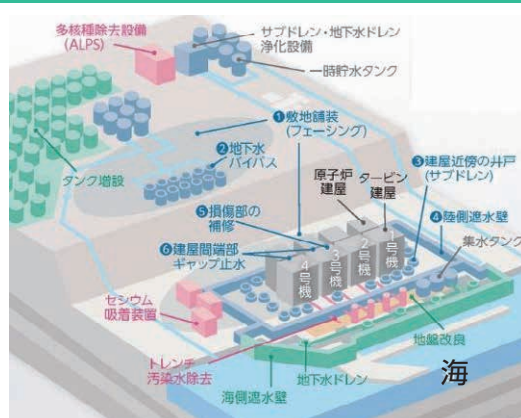 多核種除去設備
(ALPS)
サブドレン・地下水ドレン
浄化設備
一時貯水タンク
❶敷地舗装
(フェーシング)
❷地下水
バイパス
タンク増設
原子炉
建屋
タービン
建屋
❸建屋近傍の井戸
(サブドレン)
❺損傷部の
補修
❹陸側遮水壁
❻建屋間端部
ギャップ止水
集水タンク
4号機
3号機
2号機
号機
セシウム
吸着装置
地盤改良
トレンチ
汚染水除去
地下水ドレン
海側遮水壁
海